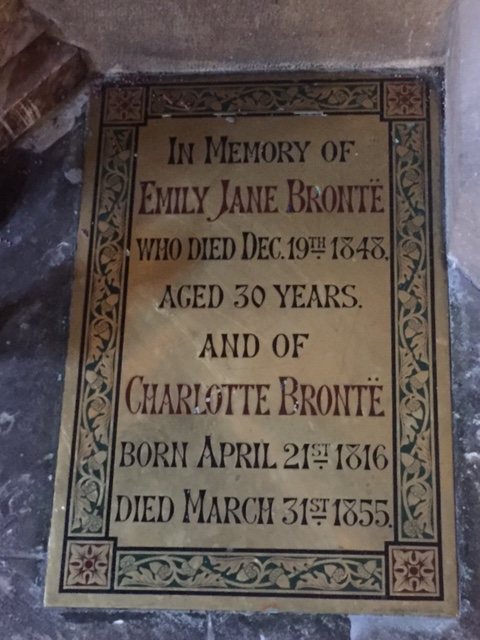 In Memory of
Emily Jane Brontë
who died Dec. 19th 1848,
aged 30 years.
and of
Charlotte Brontë
born April 21st 1816
died March 31st 1855.